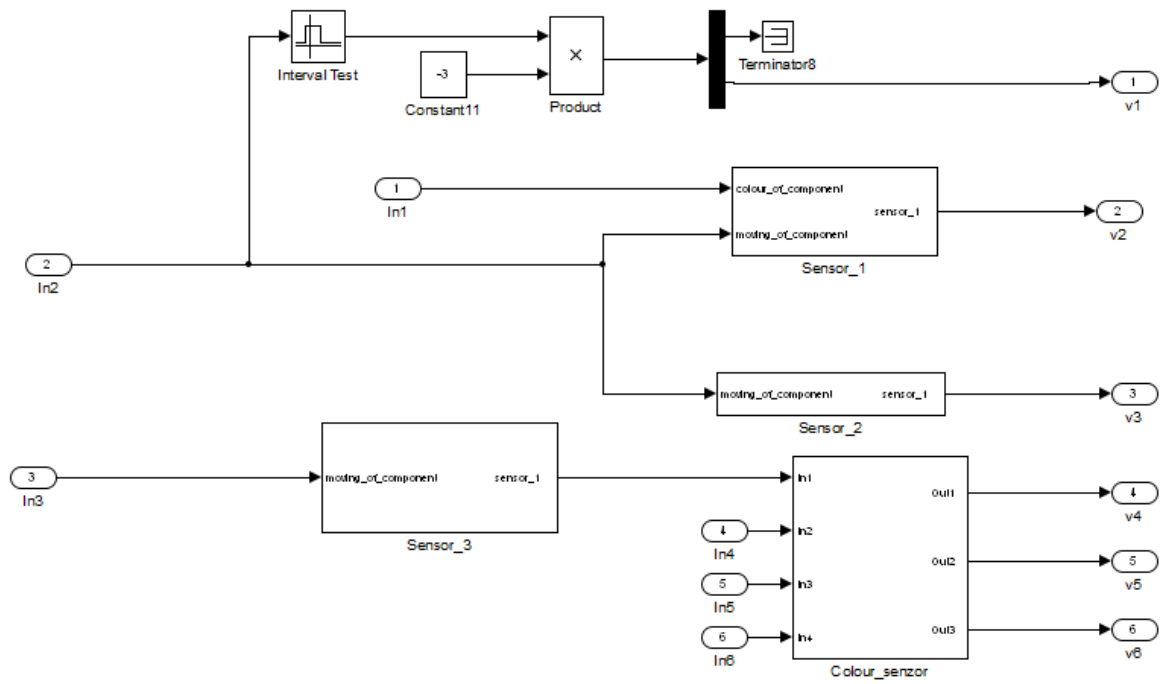 Interval Test
-3
Constant11
×
Product
Terminator8
1
v1
1
In1
colour_of_component
moving_of_component
sensor_1
Sensor_1
2
v2
2
In2
moving_of_component
sensor_1
Sensor_2
3
v3
3
In3
moving_of_component
sensor_1
Sensor_3
In1
In2
In3
In4
Out1
Out2
Out3
Colour_senzor
4
In4
5
In5
6
In6
4
v4
5
v5
6
v6